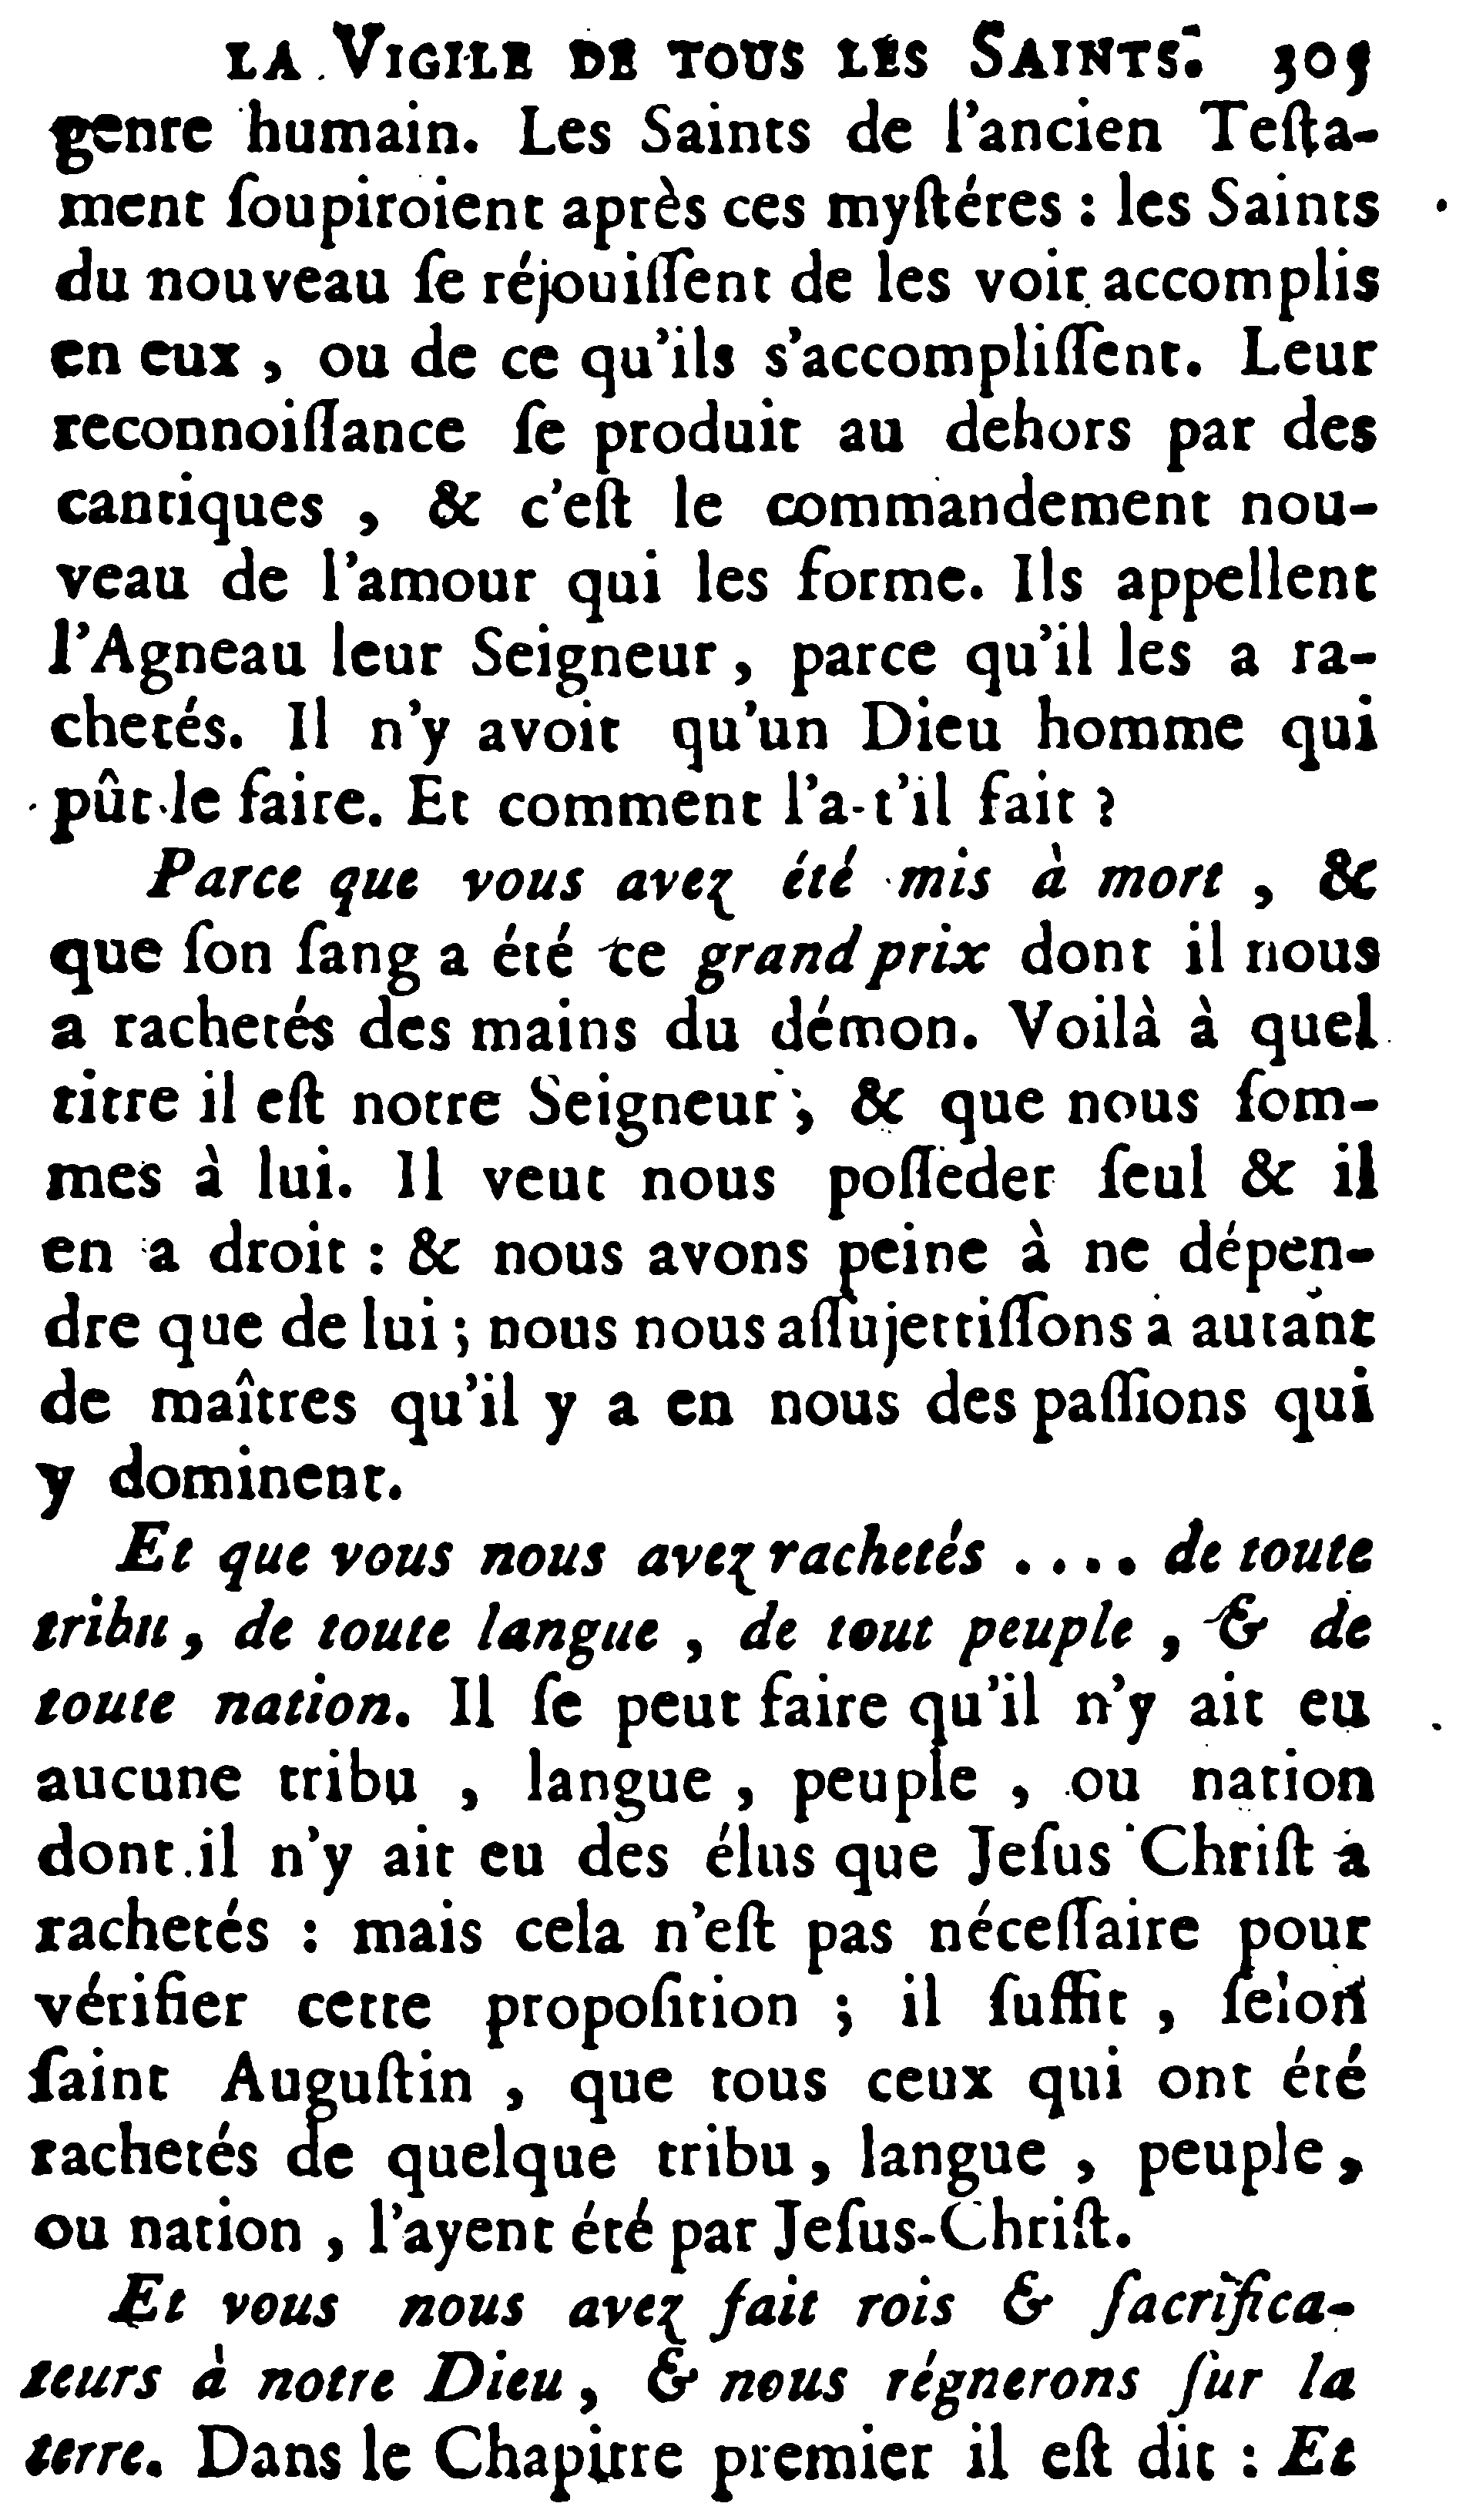 LA VIGILE DE TOUS LES SAINTS. 305
genre humain. Les Saints de l'ancien Teſta-
ment ſoupiroient après ces myſtéres : les Saints
du nouveau ſe réjouiſſent de les voir accomplis
en eux , ou de ce qu'ils s'accompliſſent. Leur
reconnoiſſance ſe produit au dehors par des
cantiques , & c'eſt le commandement nou-
veau de l'amour qui les forme. Ils appellent
l'Agneau leur Seigneur, parce qu'il les a ra-
chetés. Il n'y avoit qu'un Dieu homme qui
pût le faire. Et comment l'a-t'il fait ?
Parce que vous avez été mis à mort , &
que ſon ſang a été ce grand prix dont il nous
a rachetés des mains du démon. Voilà à quel
titre il eſt notre Seigneur ; & que nous ſom-
mes à lui. Il veut nous poſſeder ſeul & il
en a droit : & nous avons peine à ne dépen-
dre que de lui ; nous nous aſſujettiſſons à autant
de maîtres qu'il y a en nous des paſſions qui
y dominent.
Et que vous nous avez rachetés .... de toute
tribu, de toute langue , de tout peuple , & de
toute nation. Il ſe peut faire qu'il n'y ait eu
aucune tribu , langue , peuple , ou nation
dont il n'y ait eu des élus que Jeſus Chriſt a
rachetés : mais cela n'eſt pas néceſſaire pour
vérifier cette propoſition ; il ſuffit , ſelon
ſaint Auguſtin , que tous ceux qui ont été
rachetés de quelque tribu, langue , peuple,
ou nation , l'ayent été par Jeſus-Chriſt.
Et vous nous avez fait rois & ſacrifica-
teurs à notre Dieu, & nous régnerons ſur la
terre. Dans le Chapitre premier il eſt dit : Et